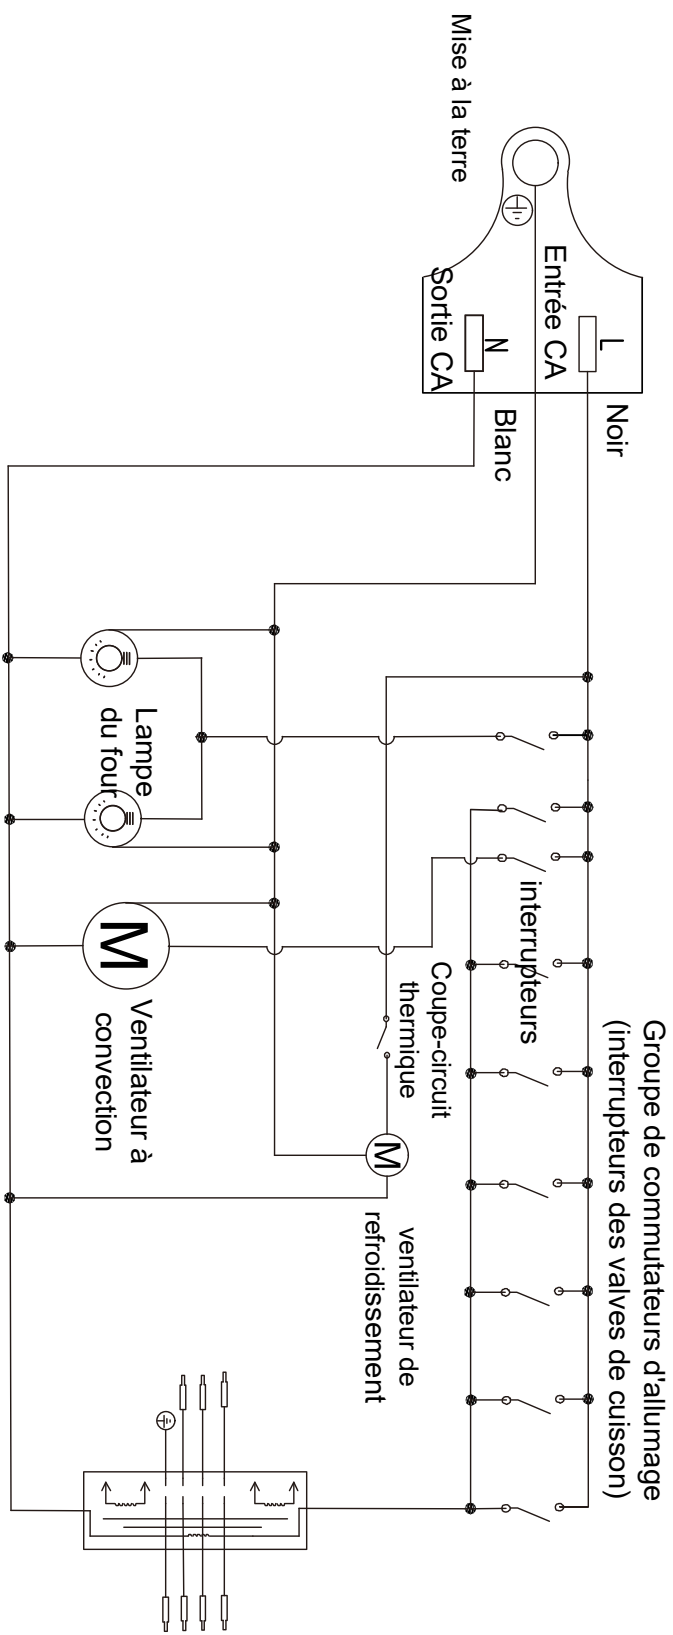 Mise à la terre
Entrée CA
Sortie CA
L
N
Noir
Blanc
Lampe
du four
M
Ventilateur à
convection
interrupteurs
Coupe-circuit
thermique
M
ventilateur de
refroidissement
Groupe de commutateurs d'allumage
(interrupteurs des valves de cuisson)